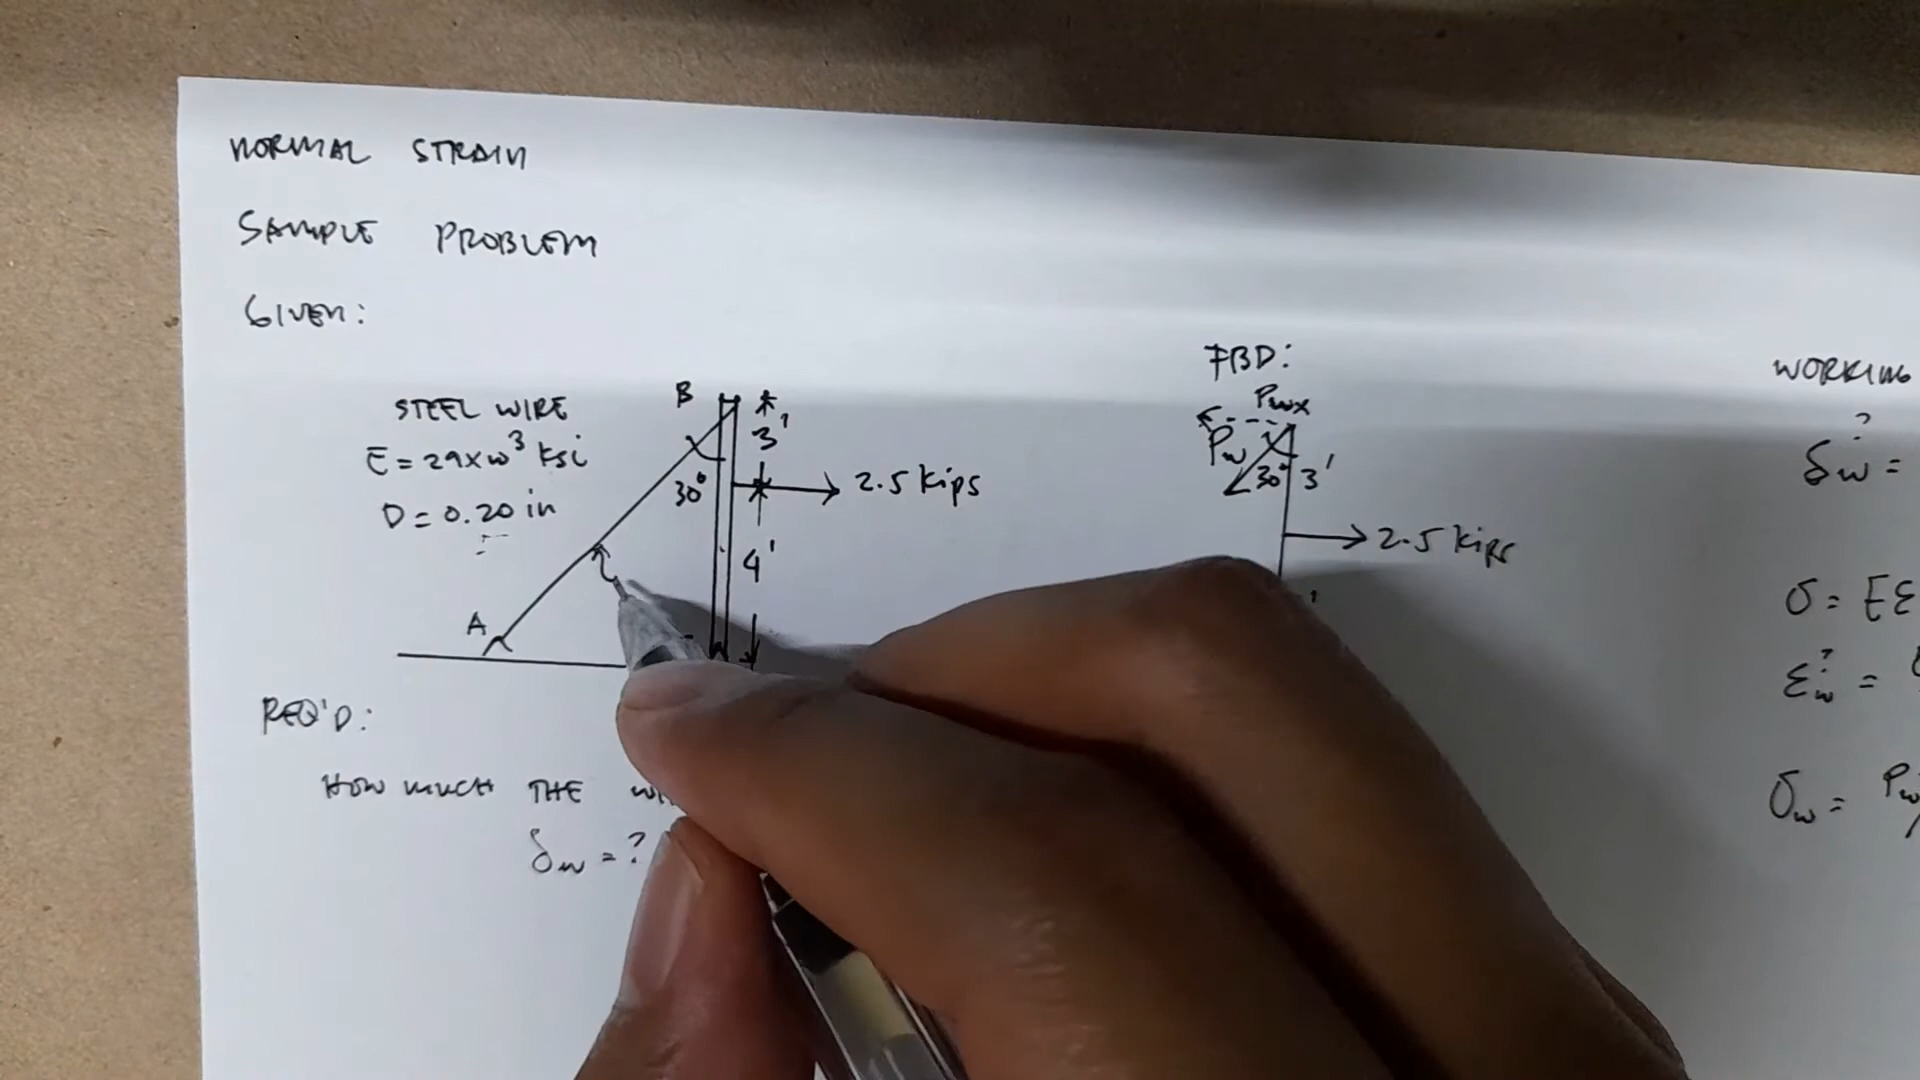 NORMAL STRAIN
SAMPLE PROBLEM
GIVEN:
STEEL WIRE
E = 29x10³ ksi
D = 0.20 in
B
3'
30°
2.5 kips
4'
A
REQ'D:
HOW MUCH THE
δw = ?
FBD:
Pwx
Pw
30° 3'
2.5 kips
WORKING
?
δw =
σ = Eε
?
εw =
σw = Pw